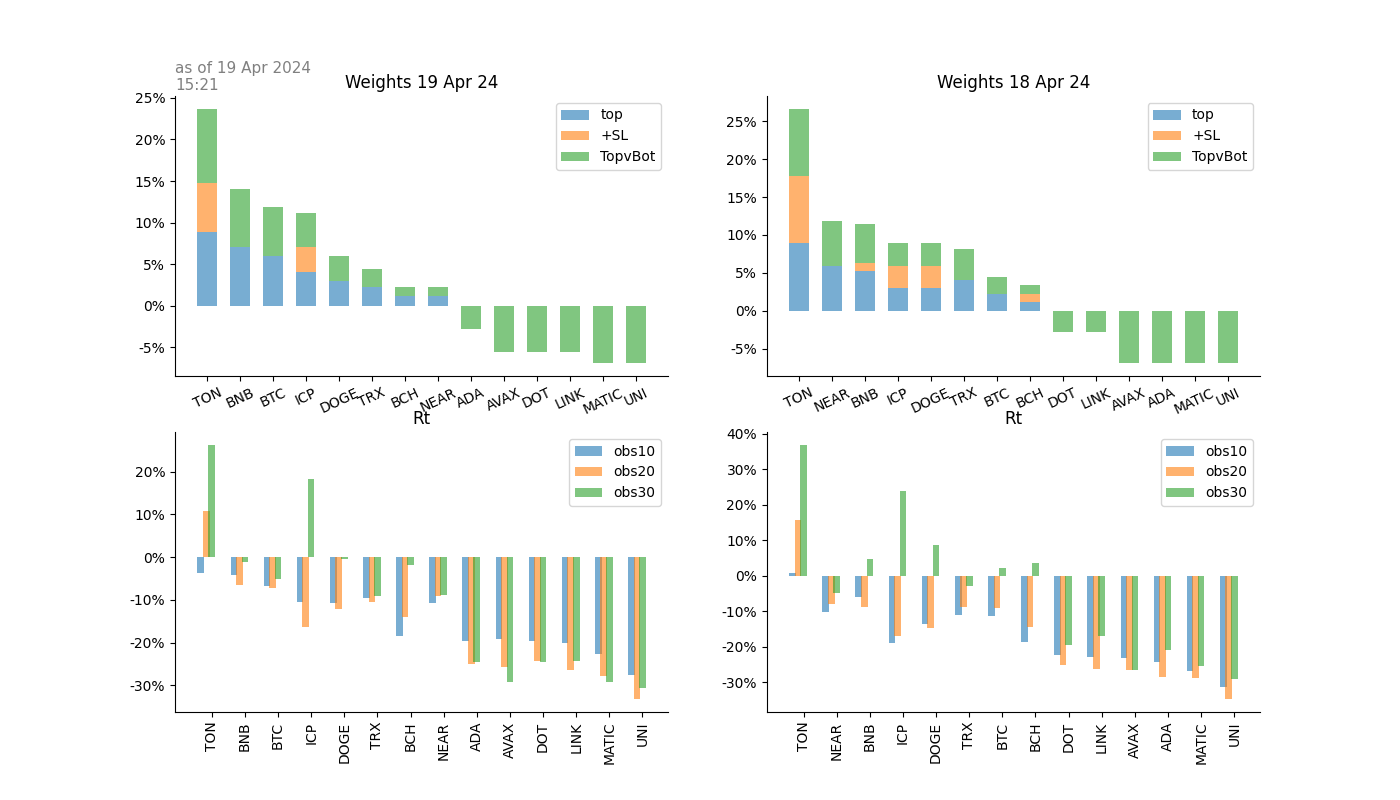 as of 19 Apr 2024
15:21
Weights 19 Apr 24
25%
20%
15%
10%
5%
0%
-5%
top
+SL
TopvBot
TON BNB BTC ICP DOGE TRX BCH NEAR ADA AVAX DOT LINK MATIC UNI
Weights 18 Apr 24
25%
20%
15%
10%
5%
0%
-5%
top
+SL
TopvBot
TON NEAR BNB ICP DOGE TRX BTC BCH DOT LINK AVAX ADA MATIC UNI
Rt
20%
10%
0%
-10%
-20%
-30%
obs10
obs20
obs30
TON BNB BTC ICP DOGE TRX BCH NEAR ADA AVAX DOT LINK MATIC UNI
Rt
40%
30%
20%
10%
0%
-10%
-20%
-30%
obs10
obs20
obs30
TON NEAR BNB ICP DOGE TRX BTC BCH DOT LINK AVAX ADA MATIC UNI